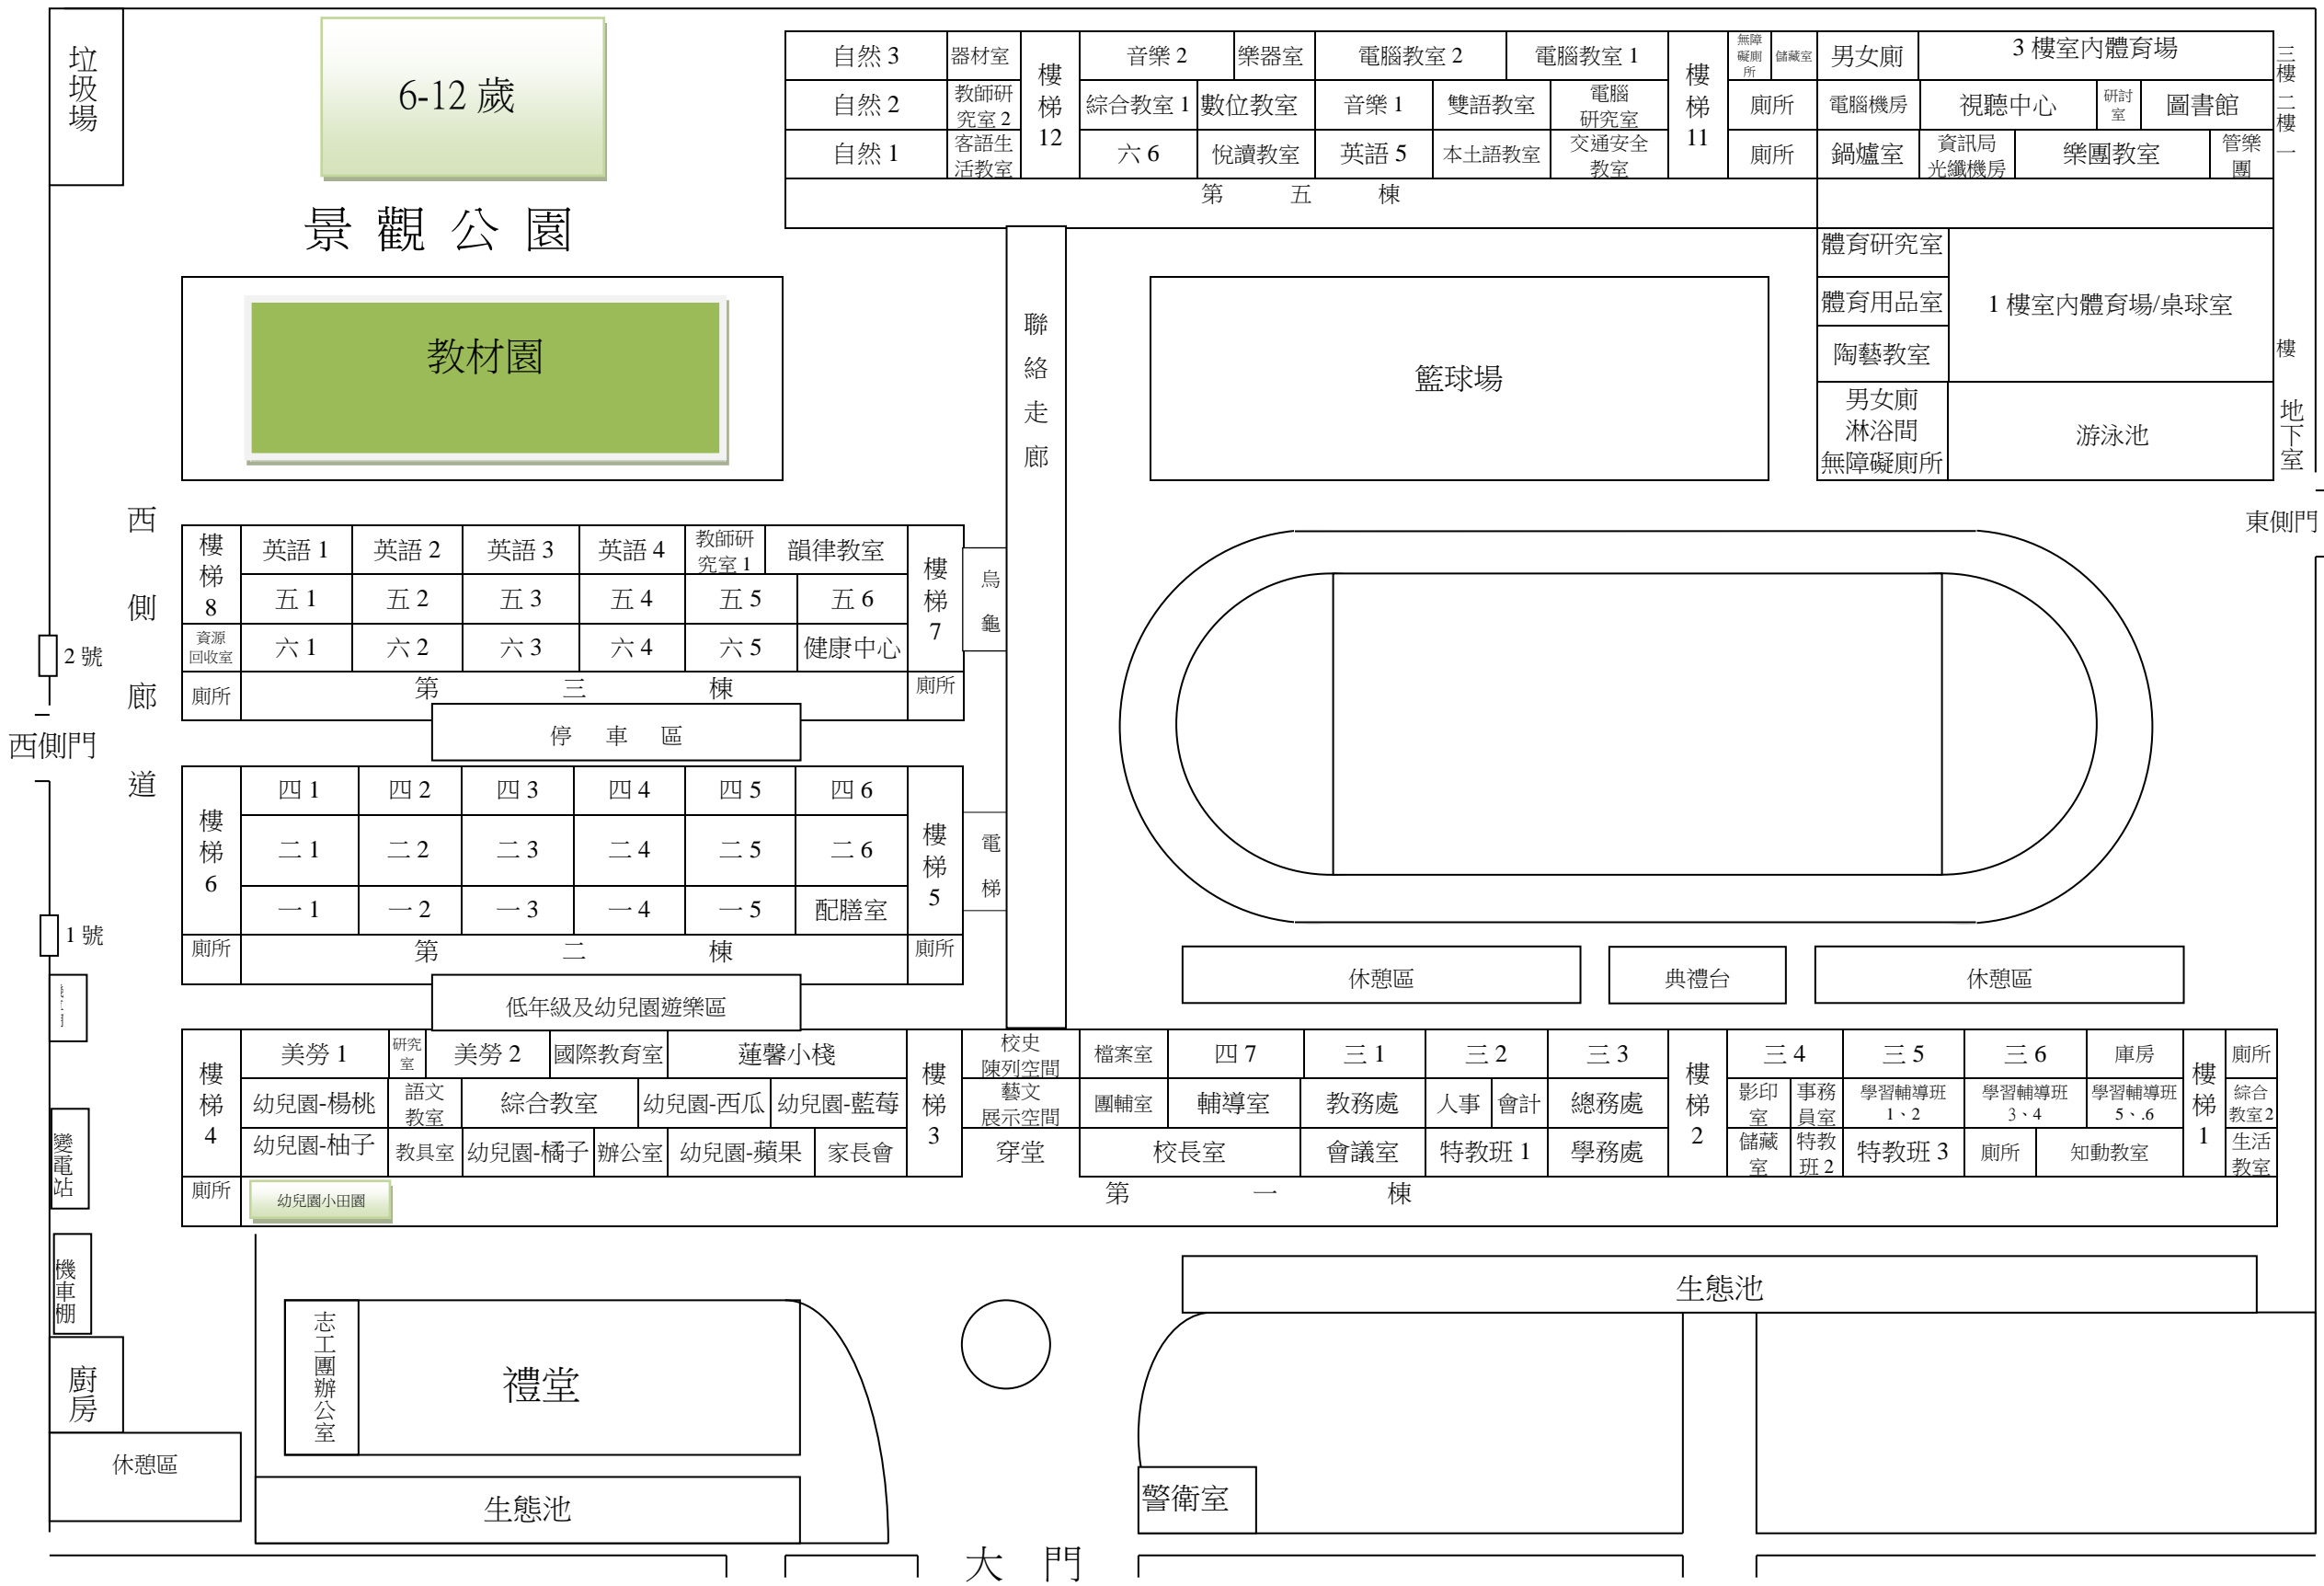 垃圾場
6-12 歲
景觀公園
教材園
自然 3
器材室
樓梯12
音樂 2
樂器室
電腦教室 2
電腦教室 1
樓梯11
無障
礙廁
所
儲藏室
男女廁
3 樓室內體育場
三樓
自然 2
教師研
究室 2
綜合教室 1
數位教室
音樂 1
雙語教室
電腦
研究室
廁所
電腦機房
視聽中心
研討
室
圖書館
二樓
自然 1
客語生
活教室
六 6
悅讀教室
英語 5
本土語教室
交通安全
教室
廁所
鍋爐室
資訊局
光纖機房
樂團教室
管樂
團
一
樓
第五棟
體育研究室
體育用品室
陶藝教室
1 樓室內體育場/桌球室
男女廁
淋浴間
無障礙廁所
游泳池
地下室
聯絡走廊
籃球場
東側門
西側廊道
2 號
西側門
1 號
樓梯8
英語 1
英語 2
英語 3
英語 4
教師研
究室 1
韻律教室
樓梯7
烏龜
五 1
五 2
五 3
五 4
五 5
五 6
資源
回收室
六 1
六 2
六 3
六 4
六 5
健康中心
廁所
第三棟
廁所
停車區
樓梯6
四 1
四 2
四 3
四 4
四 5
四 6
樓梯5
電梯
二 1
二 2
二 3
二 4
二 5
二 6
一 1
一 2
一 3
一 4
一 5
配膳室
廁所
第二棟
廁所
低年級及幼兒園遊樂區
休憩區
典禮台
休憩區
樓梯4
美勞 1
研究
室
美勞 2
國際教育室
蓮馨小棧
樓梯3
校史
陳列空間
檔案室
四 7
三 1
三 2
三 3
樓梯2
三 4
三 5
三 6
庫房
樓梯1
廁所
幼兒園-楊桃
語文
教室
綜合教室
幼兒園-西瓜
幼兒園-藍莓
藝文
展示空間
團輔室
輔導室
教務處
人事
會計
總務處
影印
室
事務
員室
學習輔導班
1、2
學習輔導班
3、4
學習輔導班
5、.6
綜合
教室2
幼兒園-柚子
教具室
幼兒園-橘子
辦公室
幼兒園-蘋果
家長會
穿堂
校長室
會議室
特教班 1
學務處
儲藏
室
特教
班 2
特教班 3
廁所
知動教室
生活
教室
廁所
幼兒園小田園
第一棟
變電站
機車棚
廚房
休憩區
志工團辦公室
禮堂
生態池
生態池
警衛室
大門